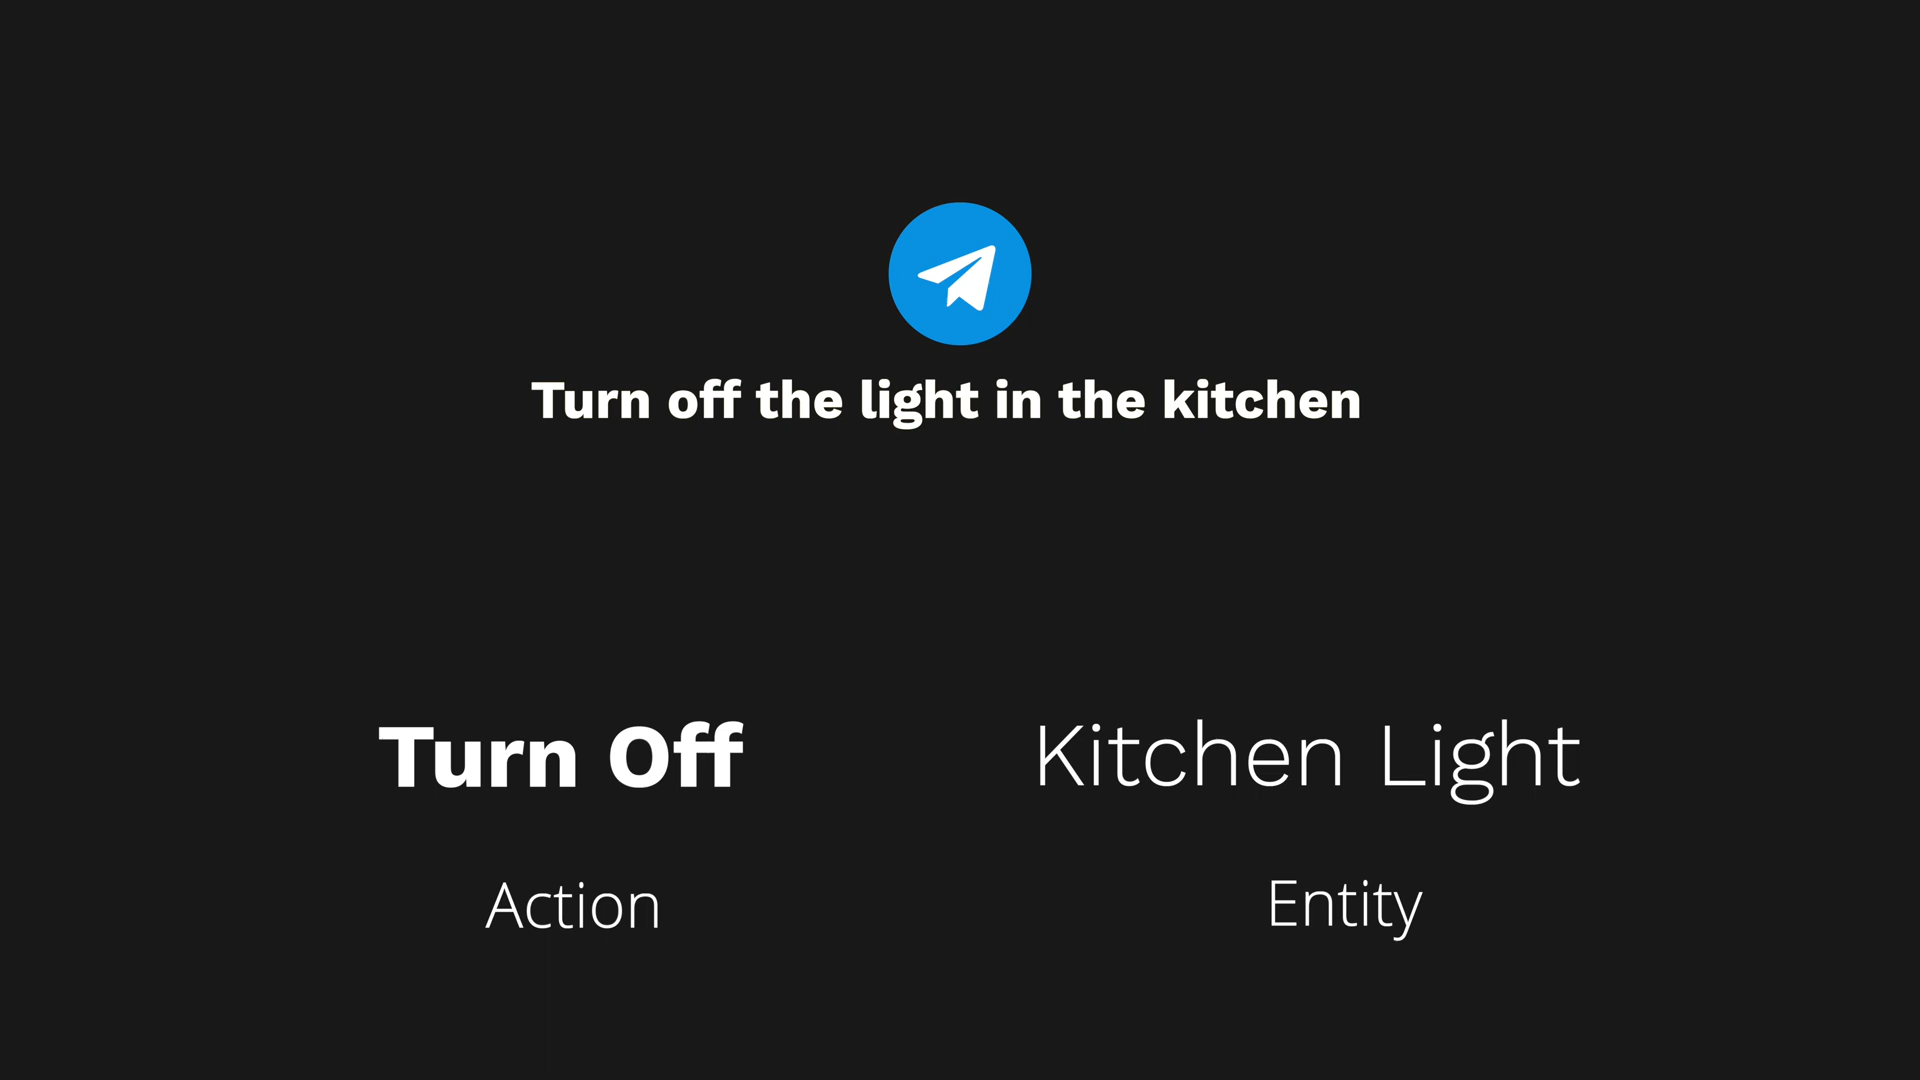 Turn off the light in the kitchen
Turn Off
Kitchen Light
Action
Entity